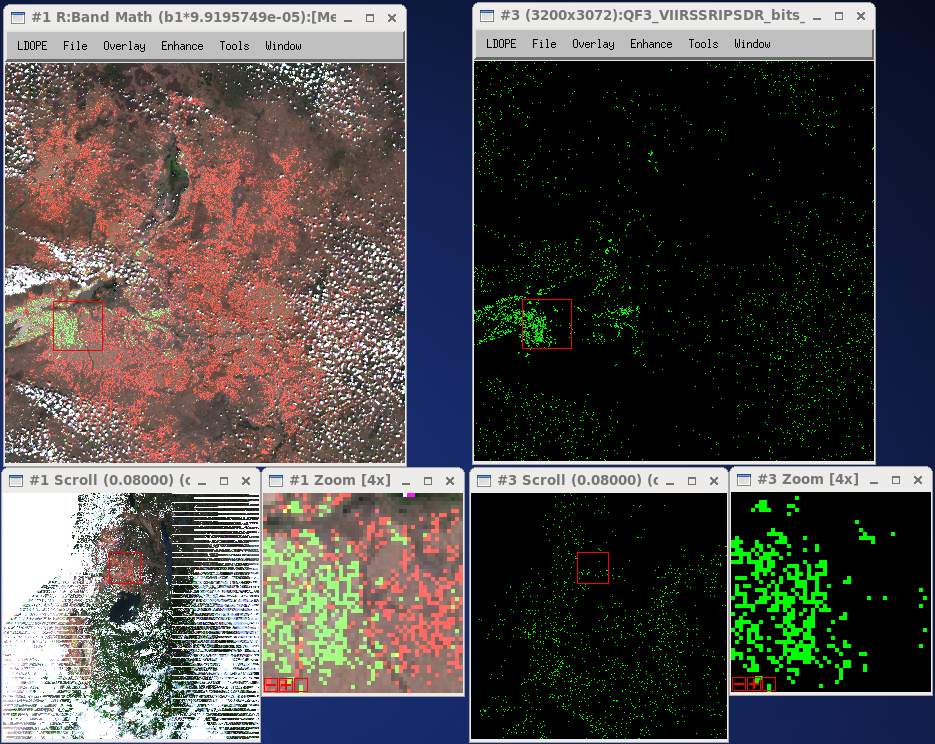 #1 R:Band Math (b1*9.9195749e-05):[Me
LDOPE File Overlay Enhance Tools Window
#3 (3200x3072):QF3_VIIRSSRIPSDR_bits_
LDOPE File Overlay Enhance Tools Window
#1 Scroll (0.08000) (c
#1 Zoom [4x]
#3 Scroll (0.08000) (c
#3 Zoom [4x]